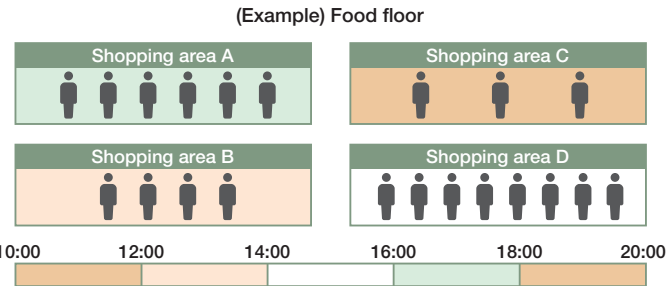 (Example) Food floor
Shopping area A
Shopping area C
Shopping area B
Shopping area D
10:00 12:00 14:00 16:00 18:00 20:00